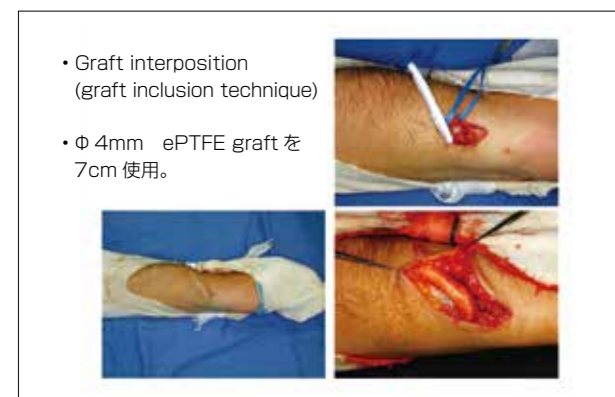 • Graft interposition
(graft inclusion technique)
• Φ 4mm　ePTFE graft を
7cm 使用。